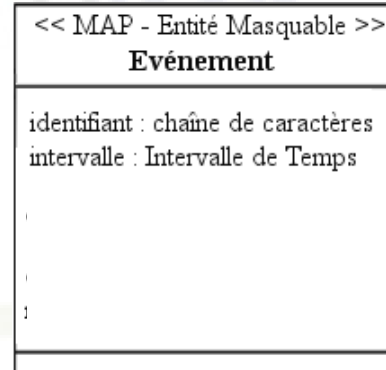 << MAP - Entité Masquable >>
Evénement
identifiant : chaîne de caractères
intervalle : Intervalle de Temps